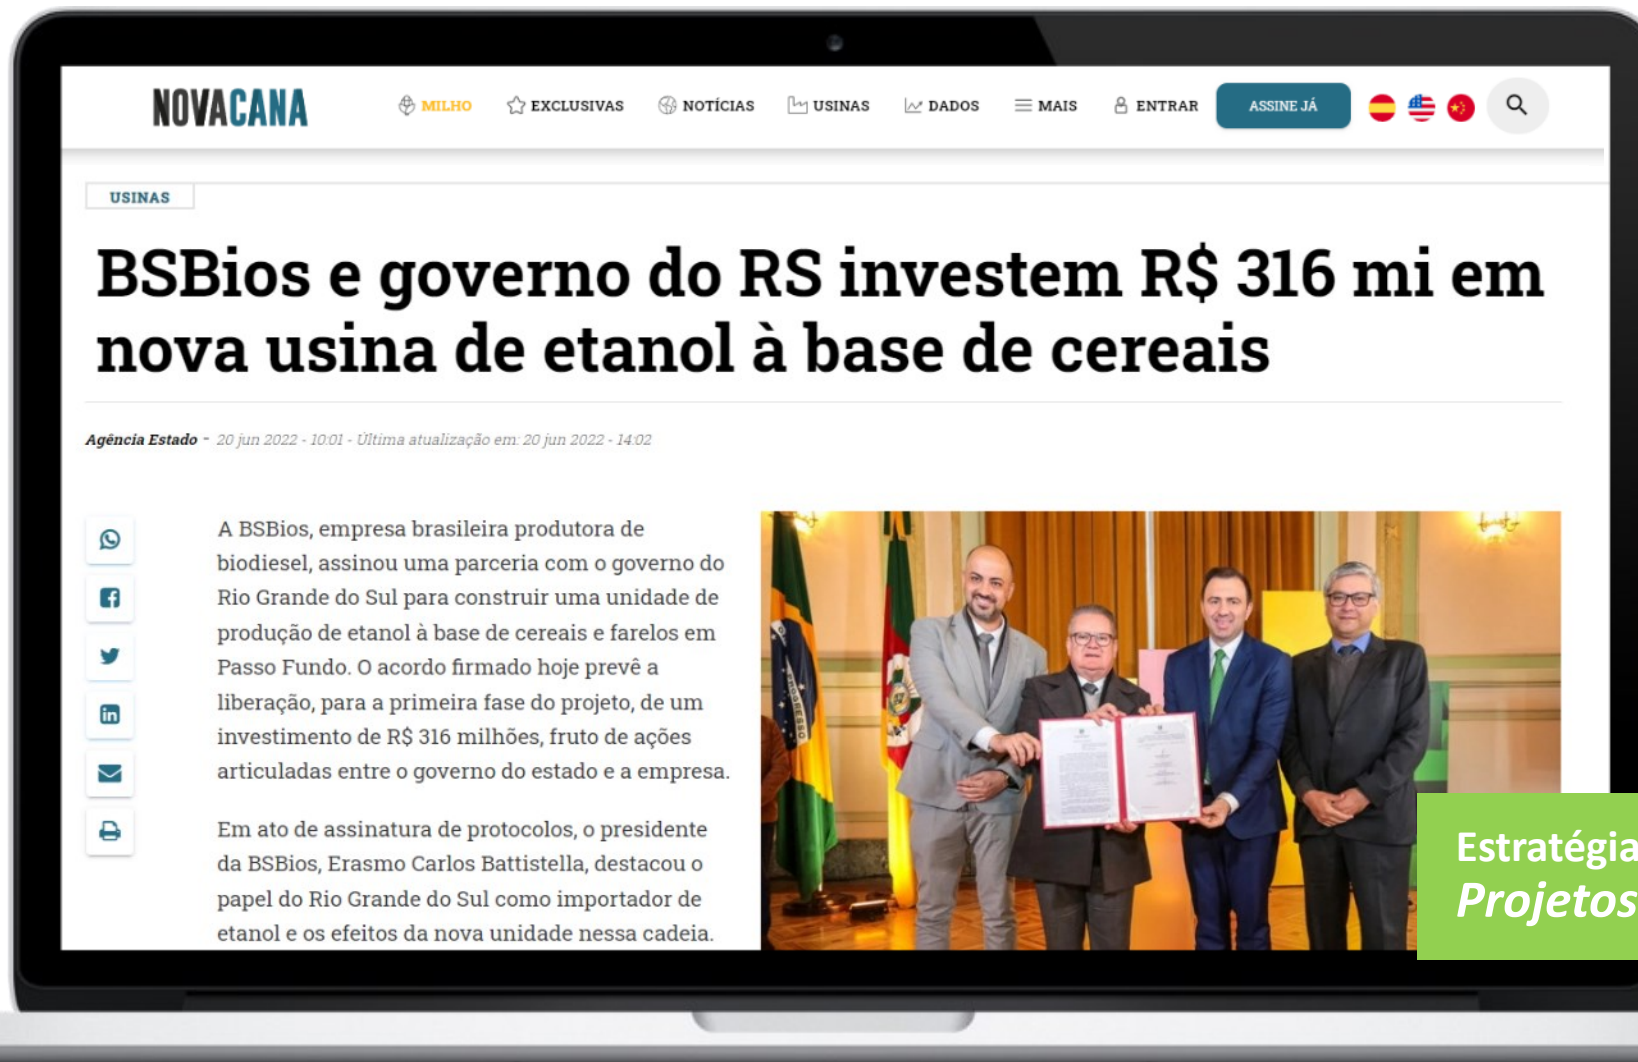 NOVACANA
MILHO
EXCLUSIVAS
NOTÍCIAS
USINAS
DADOS
MAIS
ENTRAR
ASSINE JÁ
USINAS
BSBios e governo do RS investem R$ 316 mi em
nova usina de etanol à base de cereais
Agência Estado - 20 jun 2022 - 10:01 - Última atualização em: 20 jun 2022 - 14:02
A BSBios, empresa brasileira produtora de
biodiesel, assinou uma parceria com o governo do
Rio Grande do Sul para construir uma unidade de
produção de etanol à base de cereais e farelos em
Passo Fundo. O acordo firmado hoje prevê a
liberação, para a primeira fase do projeto, de um
investimento de R$ 316 milhões, fruto de ações
articuladas entre o governo do estado e a empresa.
Em ato de assinatura de protocolos, o presidente
da BSBios, Erasmo Carlos Battistella, destacou o
papel do Rio Grande do Sul como importador de
etanol e os efeitos da nova unidade nessa cadeia.
Estratégia
Projetos